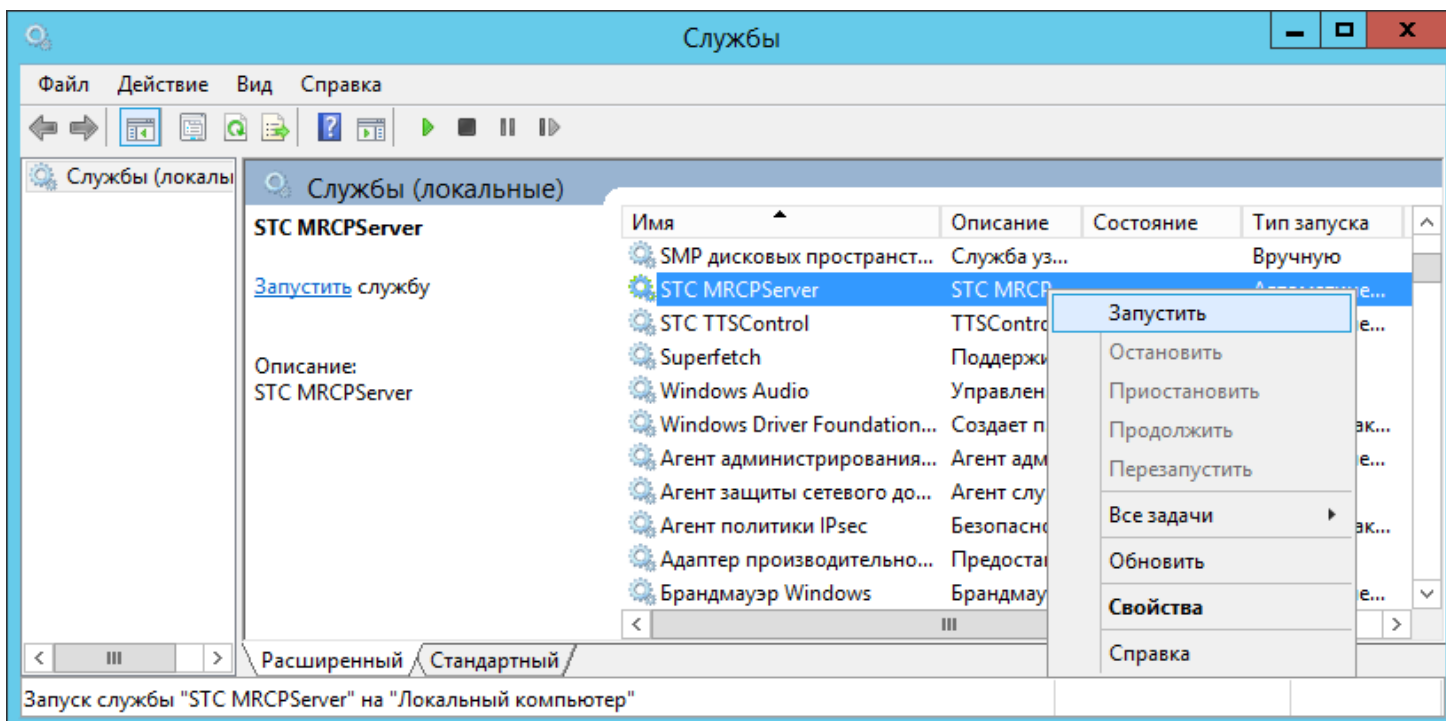 Службы
Файл Действие Вид Справка
Службы (локалы
Службы (локальные)
STC MRCPServer
Запустить службу
Описание:
STC MRCPServer
Имя Описание Состояние Тип запуска
SMP дисковых пространст... Служба уз... Вручную
STC MRCPServer STC MRCP
STC TTSControl TTSContro е...
Superfetch Поддержи
Windows Audio Управлен
Windows Driver Foundation... Создает п ак...
Агент администрирования... Агент адм е...
Агент защиты сетевого до... Агент слу
Агент политики IPsec Безопасно ак...
Адаптер производительно... Предостав
Брандмауэр Windows Брандмау е...
Запустить
Остановить
Приостановить
Продолжить
Перезапустить
Все задачи
Обновить
Свойства
Справка
Расширенный Стандартный
Запуск службы "STC MRCPServer" на "Локальный компьютер"